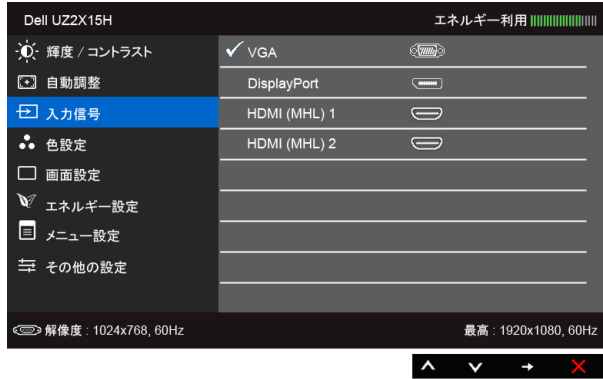 Dell UZ2X15H エネルギー利用
輝度 / コントラスト
VGA
自動調整
DisplayPort
入力信号
HDMI (MHL) 1
色設定
HDMI (MHL) 2
画面設定
エネルギー設定
メニュー設定
その他の設定
解像度 : 1024x768, 60Hz 最高 : 1920x1080, 60Hz